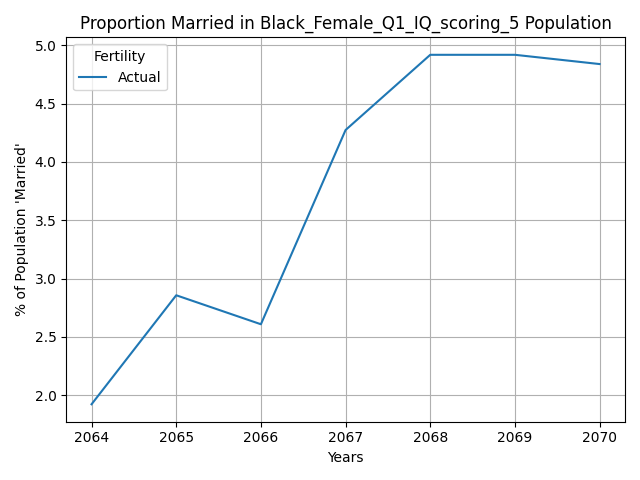 Proportion Married in Black_Female_Q1_IQ_scoring_5 Population
Fertility
Actual
% of Population 'Married'
5.0
4.5
4.0
3.5
3.0
2.5
2.0
2064 2065 2066 2067 2068 2069 2070
Years